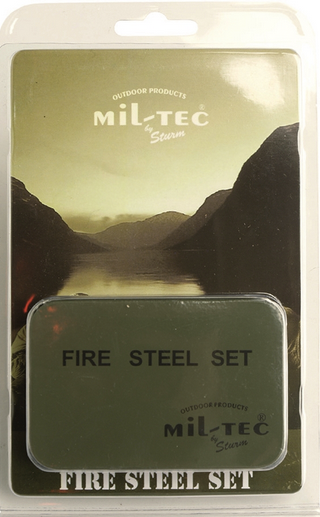 OUTDOOR PRODUCTS
MiL-TEC®
by Sturm
FIRE STEEL SET
OUTDOOR PRODUCTS
MiL-TEC®
by Sturm
FIRE STEEL SET